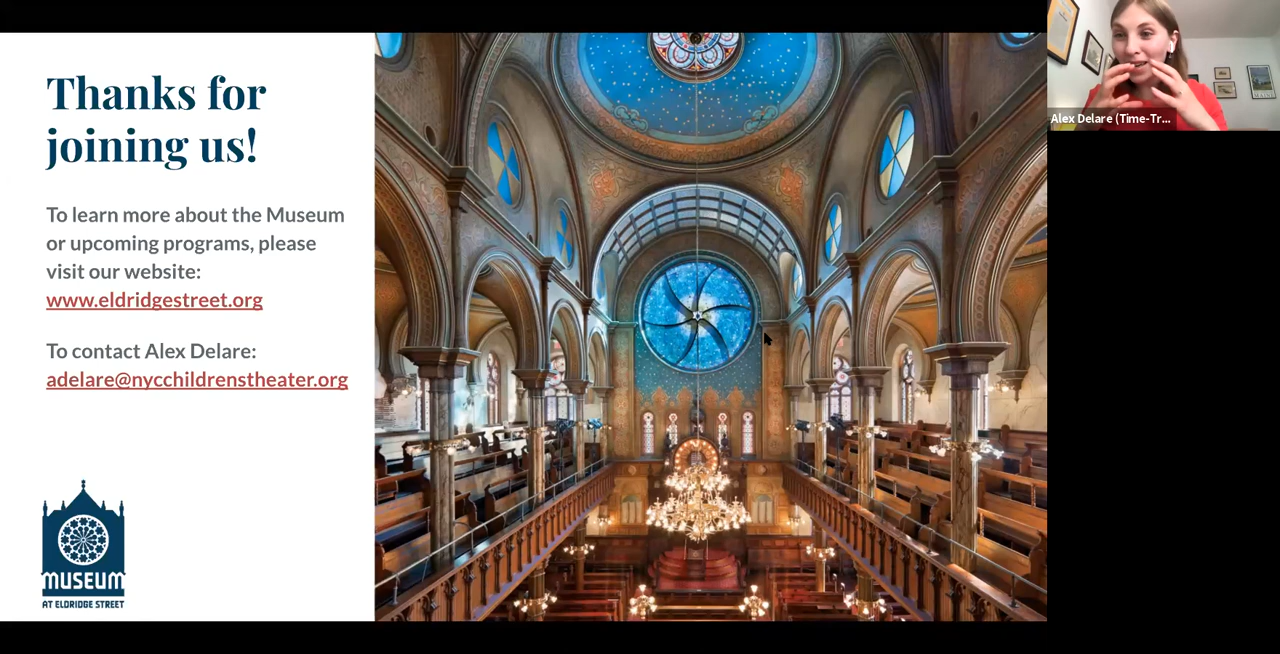 Thanks for
joining us!
To learn more about the Museum
or upcoming programs, please
visit our website:
www.eldridgestreet.org
To contact Alex Delare:
adelare@nycchildrenstheater.org
MUSEUM
AT ELDRIDGE STREET
Alex Delare (Time-Tr...
MAINE